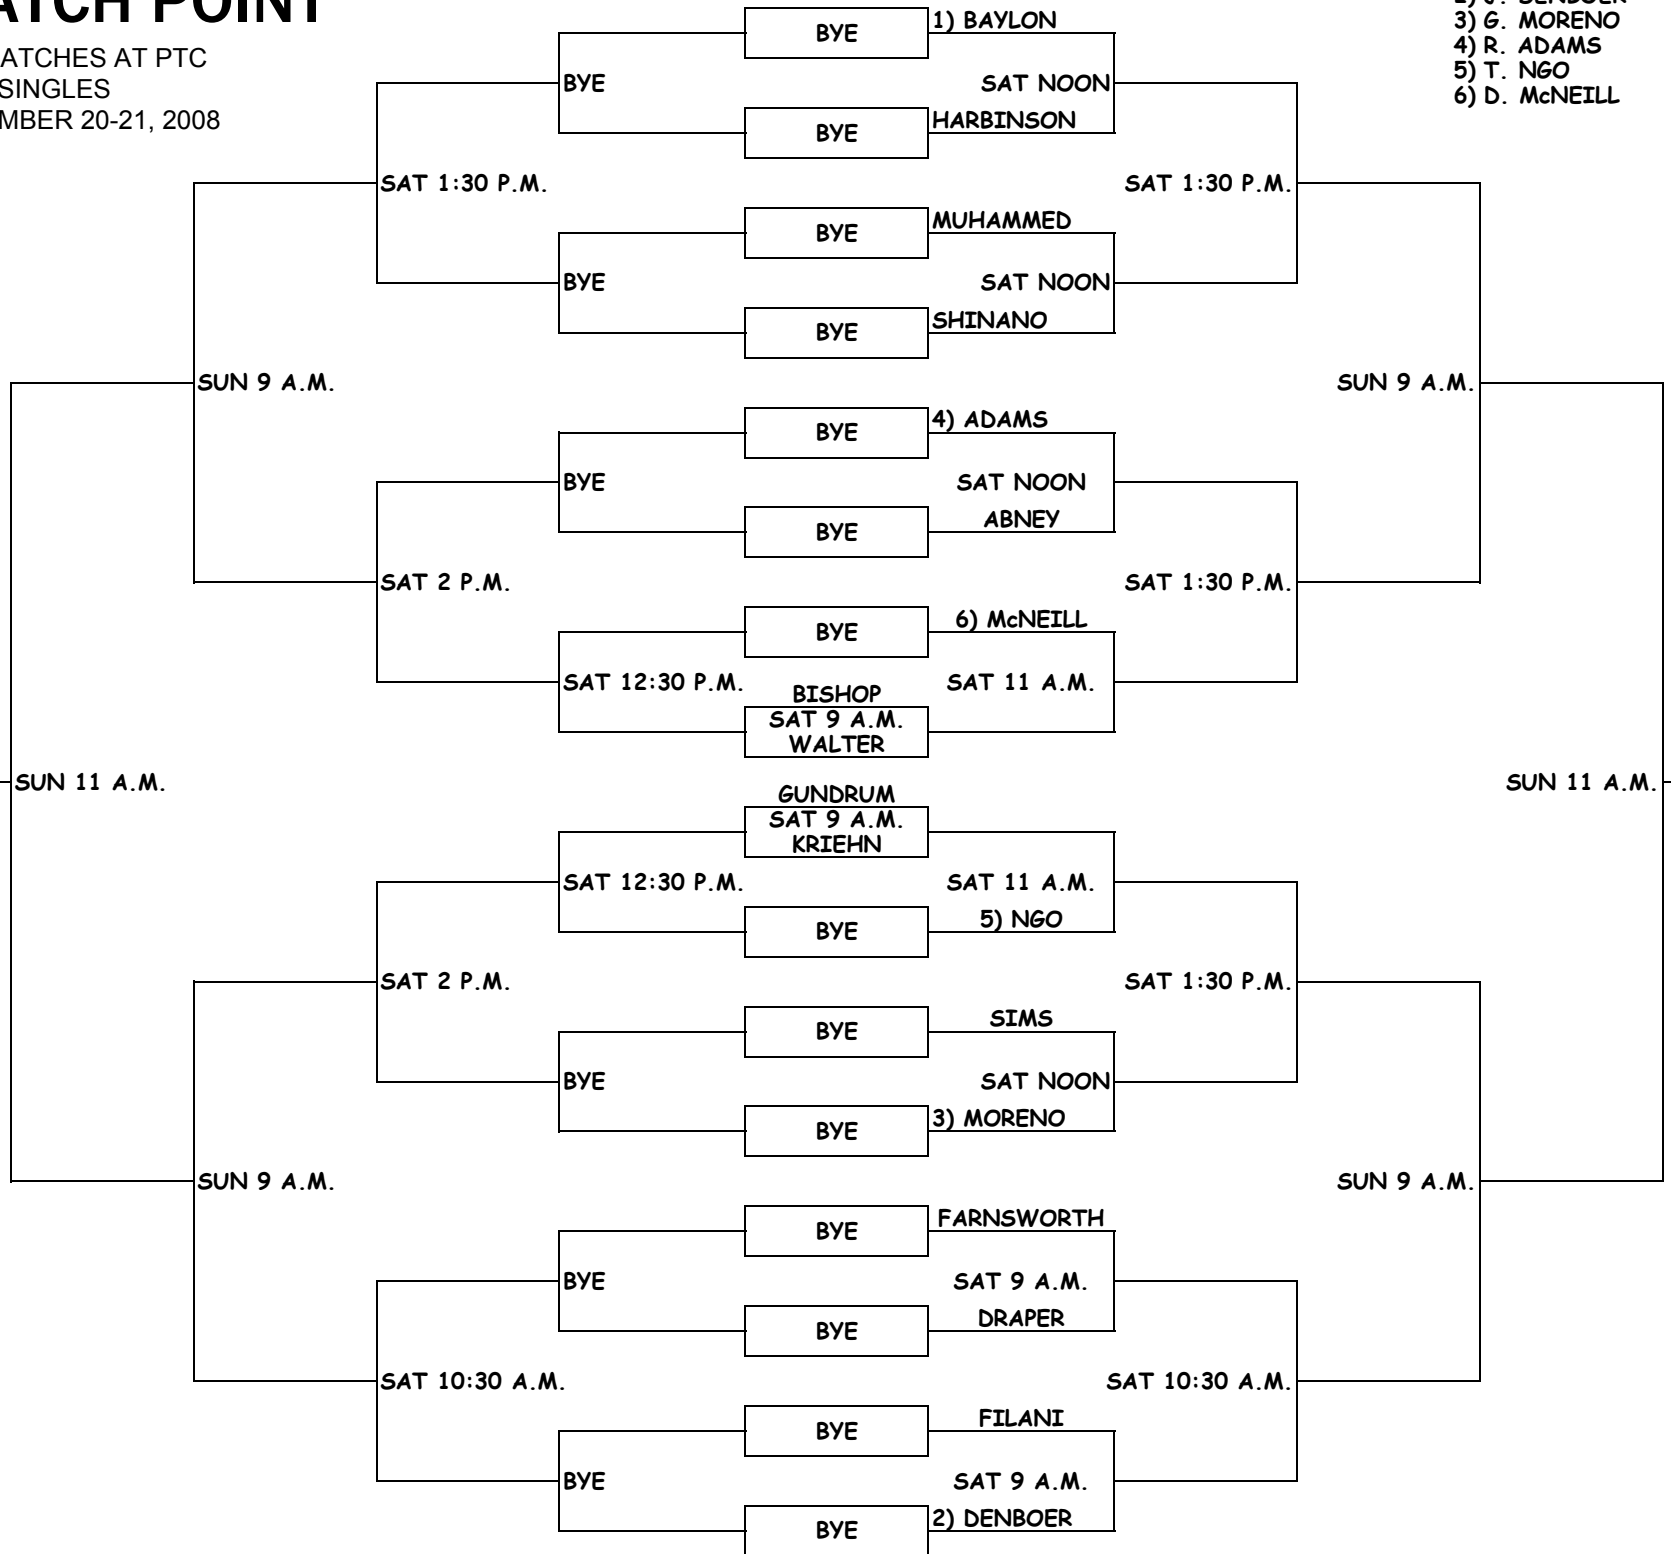 ATCH POINT
ATCHES AT PTC
SINGLES
MBER 20-21, 2008
3) G. MORENO
4) R. ADAMS
5) T. NGO
6) D. McNEILL
BYE 1) BAYLON
BYE SAT NOON
BYE HARBINSON
SAT 1:30 P.M. SAT 1:30 P.M.
BYE MUHAMMED
BYE SAT NOON
BYE SHINANO
SUN 9 A.M. SUN 9 A.M.
BYE 4) ADAMS
BYE SAT NOON
BYE ABNEY
SAT 2 P.M. SAT 1:30 P.M.
BYE 6) McNEILL
SAT 12:30 P.M. SAT 11 A.M.
BISHOP
SAT 9 A.M.
WALTER
SUN 11 A.M. SUN 11 A.M.
GUNDRUM
SAT 9 A.M.
KRIEHN
SAT 12:30 P.M. SAT 11 A.M.
BYE 5) NGO
SAT 2 P.M. SAT 1:30 P.M.
BYE SIMS
BYE SAT NOON
BYE 3) MORENO
SUN 9 A.M. SUN 9 A.M.
BYE FARNSWORTH
BYE SAT 9 A.M.
BYE DRAPER
SAT 10:30 A.M. SAT 10:30 A.M.
BYE FILANI
BYE SAT 9 A.M.
BYE 2) DENBOER